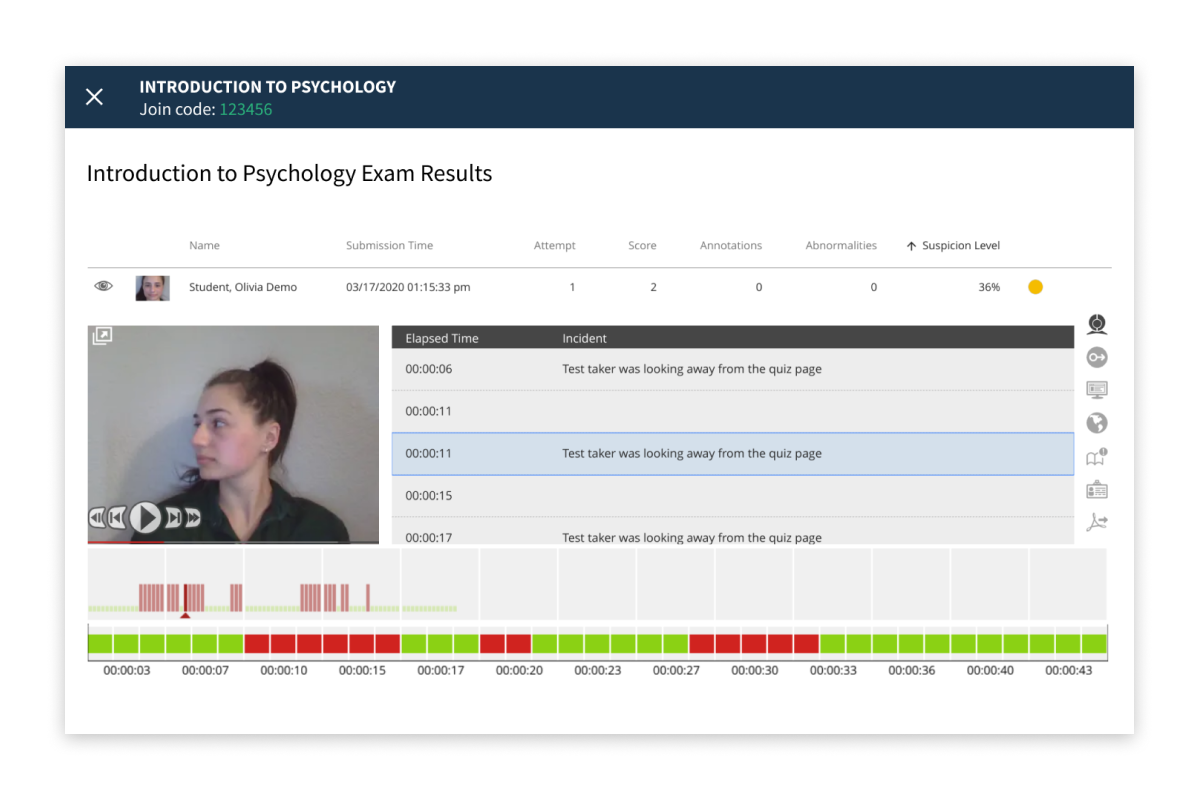 INTRODUCTION TO PSYCHOLOGY
Join code: 123456
Introduction to Psychology Exam Results
Name Submission Time Attempt Score Annotations Abnormalities ↑ Suspicion Level
Student, Olivia Demo 03/17/2020 01:15:33 pm 1 2 0 0 36%
Elapsed Time Incident
00:00:06 Test taker was looking away from the quiz page
00:00:11
00:00:11 Test taker was looking away from the quiz page
00:00:15
00:00:17 Test taker was looking away from the quiz page
00:00:03 00:00:07 00:00:10 00:00:15 00:00:17 00:00:20 00:00:23 00:00:27 00:00:30 00:00:33 00:00:36 00:00:40 00:00:43